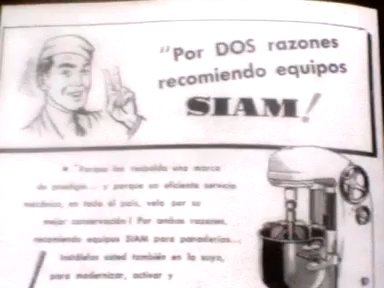 "Por DOS razones
recomiendo equipos
SIAM!
"Porque los respalda una marca
de prestigio... y porque un eficiente servicio
mecánico, en todo el país, vela por su
mejor conservación! Por ambas razones,
recomiendo equipos SIAM para panaderías...
Instálelos usted también en la suya,
para modernizar, activar y